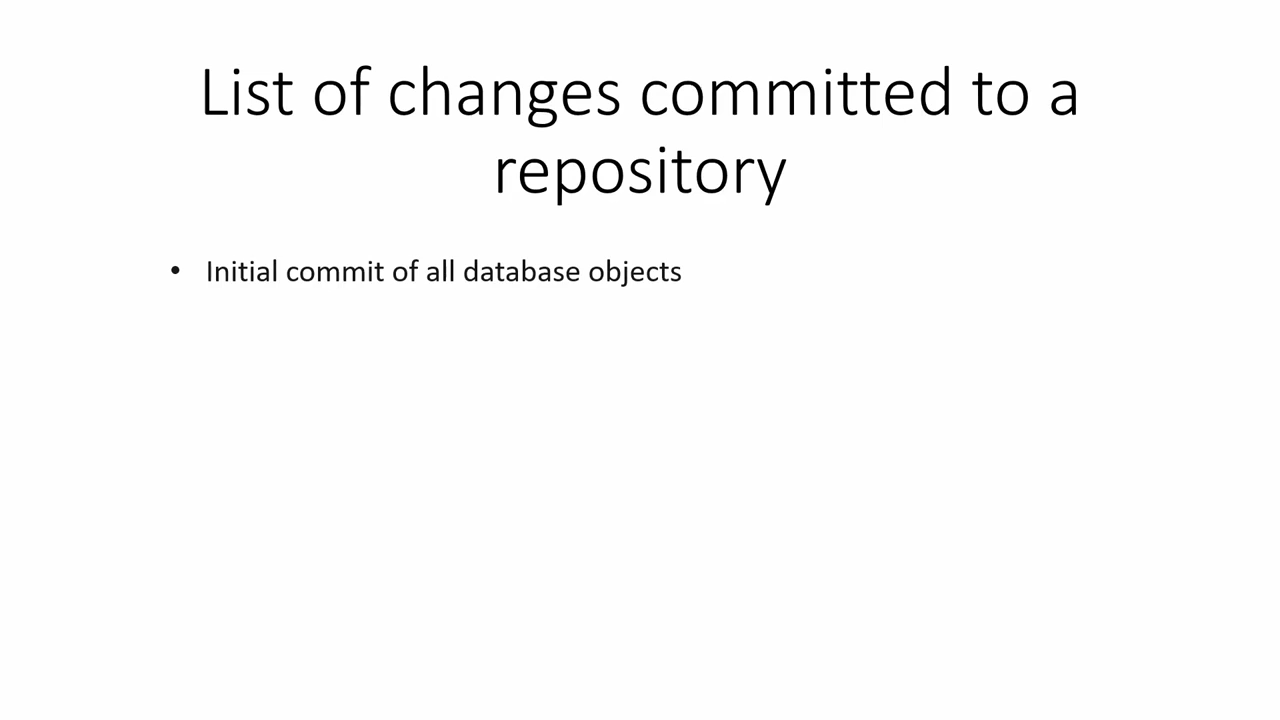 List of changes committed to a
repository
• Initial commit of all database objects